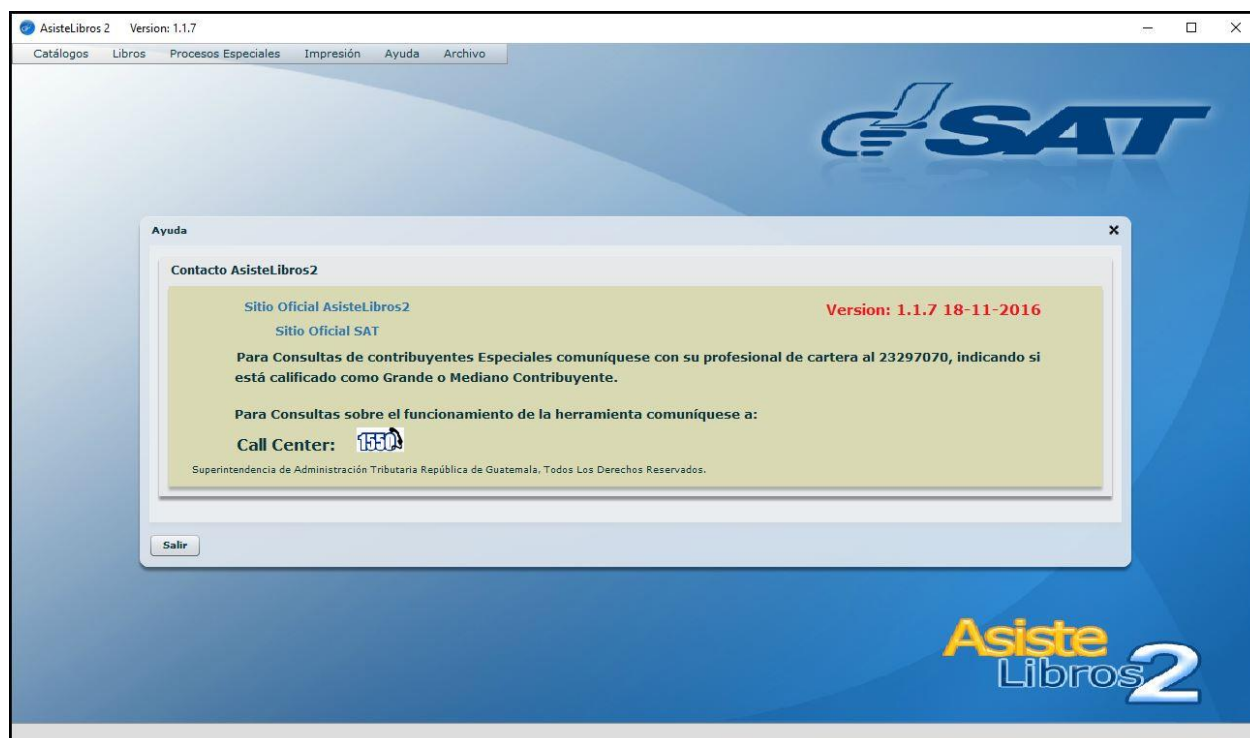 AsisteLibros 2 Version: 1.1.7
Catálogos Libros Procesos Especiales Impresión Ayuda Archivo
SAT
Ayuda
Contacto AsisteLibros2
Sitio Oficial AsisteLibros2
Version: 1.1.7 18-11-2016
Sitio Oficial SAT
Para Consultas de contribuyentes Especiales comuníquese con su profesional de cartera al 23297070, indicando si
está calificado como Grande o Mediano Contribuyente.
Para Consultas sobre el funcionamiento de la herramienta comuníquese a:
Call Center: 1550
Superintendencia de Administración Tributaria República de Guatemala, Todos Los Derechos Reservados.
Salir
Asiste
Libros 2